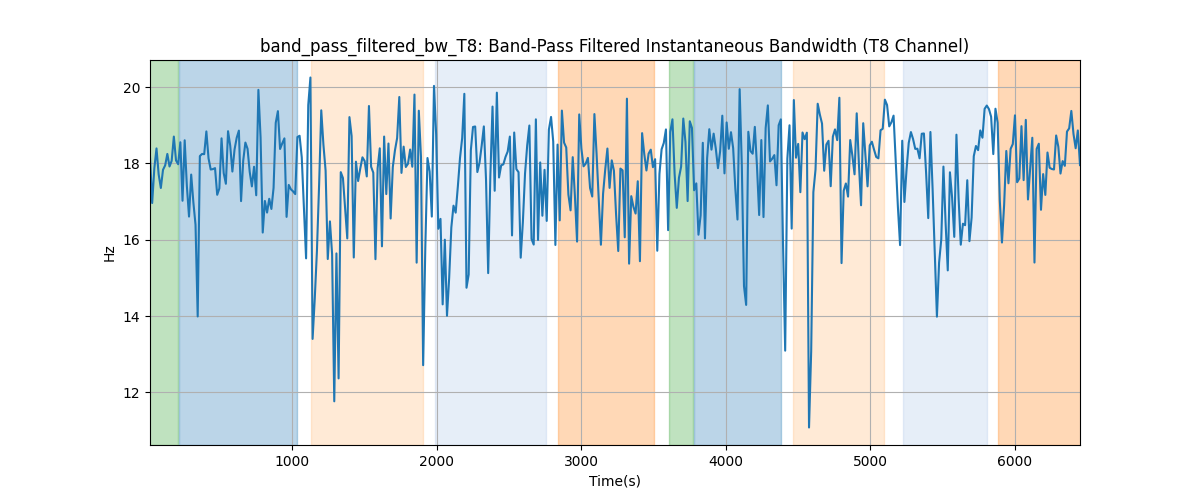 band_pass_filtered_bw_T8: Band-Pass Filtered Instantaneous Bandwidth (T8 Channel)
20
18
16
14
12
Hz
1000 2000 3000 4000 5000 6000
Time(s)